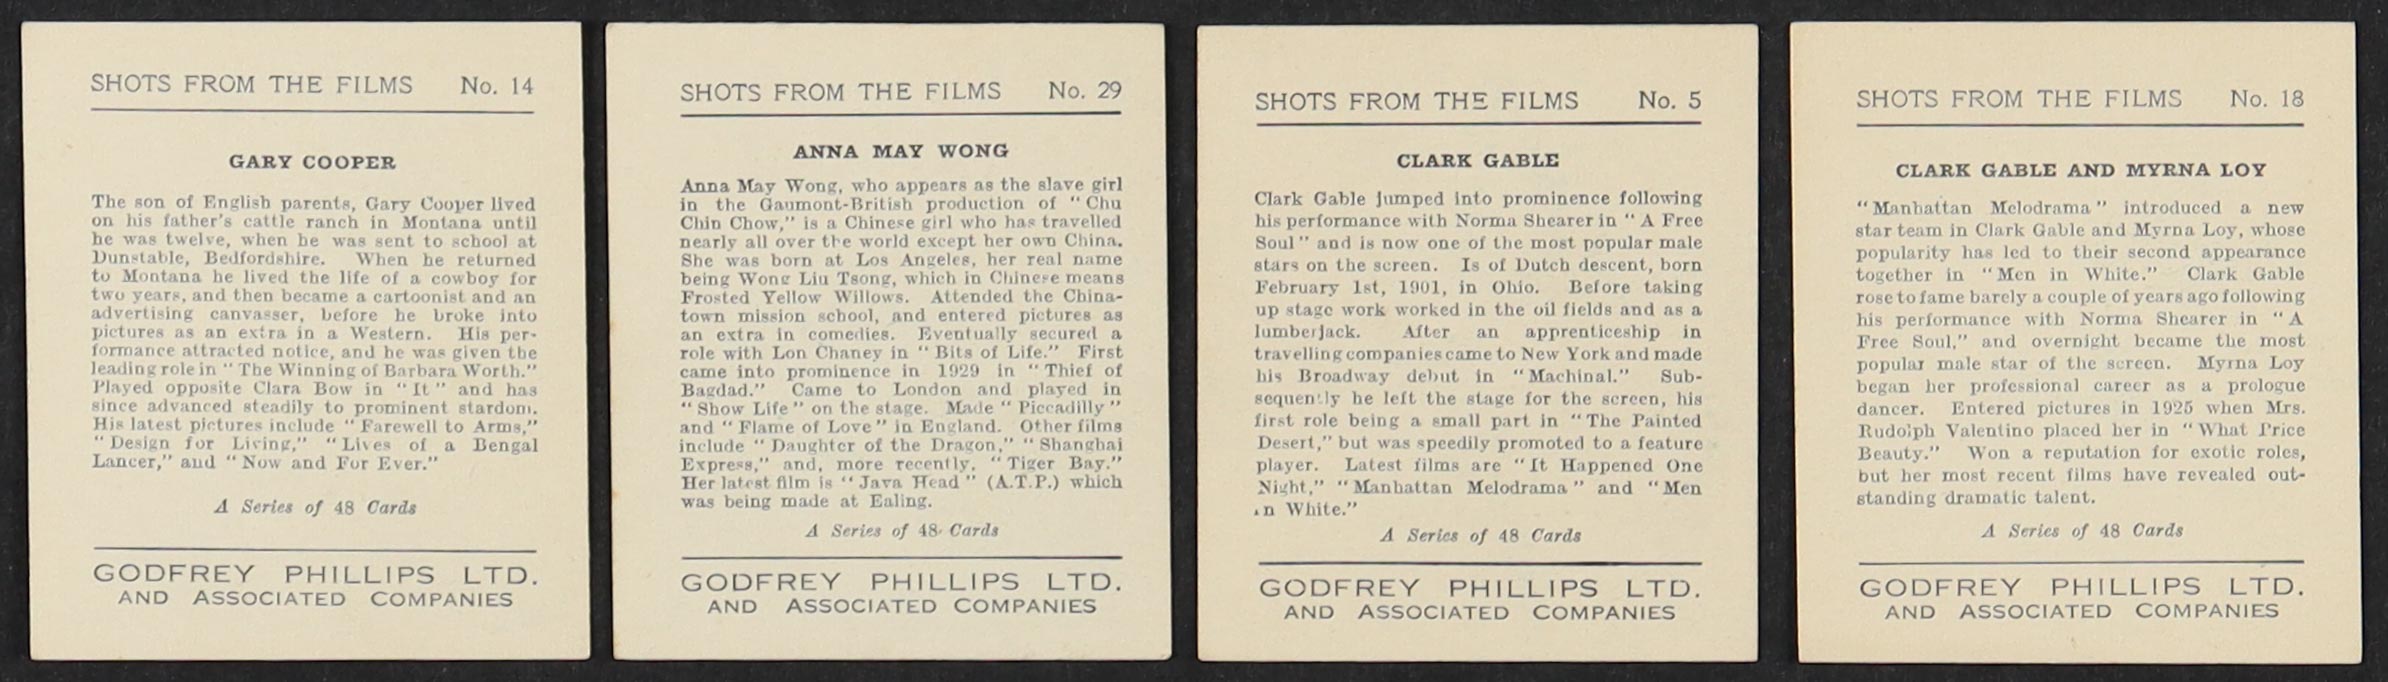 SHOTS FROM THE FILMS No. 14
GARY COOPER
The son of English parents, Gary Cooper lived
on his father's cattle ranch in Montana until
he was twelve, when he was sent to school at
Dunstable, Bedfordshire. When he returned
to Montana he lived the life of a cowboy for
two years, and then became a cartoonist and an
advertising canvasser, before he broke into
pictures as an extra in a Western. His per-
formance attracted notice, and he was given the
leading role in "The Winning of Barbara Worth."
Played opposite Clara Bow in "It" and has
since advanced steadily to prominent stardom.
His latest pictures include "Farewell to Arms,"
"Design for Living," "Lives of a Bengal
Lancer," and "Now and For Ever."
A Series of 48 Cards
GODFREY PHILLIPS LTD.
AND ASSOCIATED COMPANIES
SHOTS FROM THE FILMS No. 29
ANNA MAY WONG
Anna May Wong, who appears as the slave girl
in the Gaumont-British production of "Chu
Chin Chow," is a Chinese girl who has travelled
nearly all over the world except her own China.
She was born at Los Angeles, her real name
being Wong Liu Tsong, which in Chinese means
Frosted Yellow Willows. Attended the China-
town mission school, and entered pictures as
an extra in comedies. Eventually secured a
role with Lon Chaney in "Bits of Life." First
came into prominence in 1929 in "Thief of
Bagdad." Came to London and played in
"Show Life" on the stage. Made "Piccadilly"
and "Flame of Love" in England. Other films
include "Daughter of the Dragon," "Shanghai
Express," and, more recently, "Tiger Bay."
Her latest film is "Java Head" (A.T.P.) which
was being made at Ealing.
A Series of 48 Cards
GODFREY PHILLIPS LTD.
AND ASSOCIATED COMPANIES
SHOTS FROM THE FILMS No. 5
CLARK GABLE
Clark Gable jumped into prominence following
his performance with Norma Shearer in "A Free
Soul" and is now one of the most popular male
stars on the screen. Is of Dutch descent, born
February 1st, 1901, in Ohio. Before taking
up stage work worked in the oil fields and as a
lumberjack. After an apprenticeship in
travelling companies came to New York and made
his Broadway debut in "Machinal." Sub-
sequently he left the stage for the screen, his
first role being a small part in "The Painted
Desert," but was speedily promoted to a feature
player. Latest films are "It Happened One
Night," "Manhattan Melodrama" and "Men
in White."
A Series of 48 Cards
GODFREY PHILLIPS LTD.
AND ASSOCIATED COMPANIES
SHOTS FROM THE FILMS No. 18
CLARK GABLE AND MYRNA LOY
"Manhattan Melodrama" introduced a new
star team in Clark Gable and Myrna Loy, whose
popularity has led to their second appearance
together in "Men in White." Clark Gable
rose to fame barely a couple of years ago following
his performance with Norma Shearer in "A
Free Soul," and overnight became the most
popular male star of the screen. Myrna Loy
began her professional career as a prologue
dancer. Entered pictures in 1925 when Mrs.
Rudolph Valentino placed her in "What Price
Beauty." Won a reputation for exotic roles,
but her most recent films have revealed out-
standing dramatic talent.
A Series of 48 Cards
GODFREY PHILLIPS LTD.
AND ASSOCIATED COMPANIES